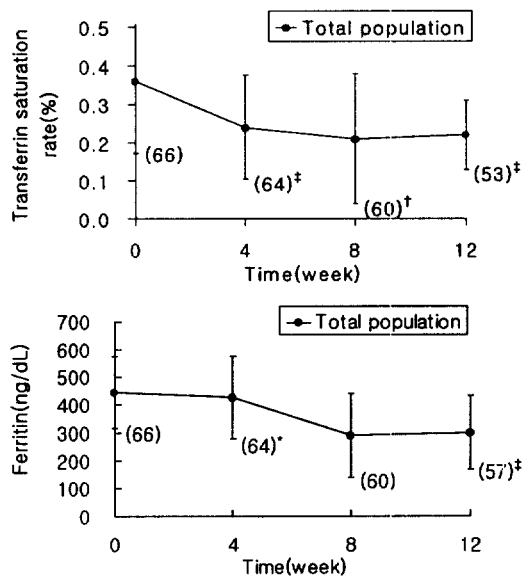 Total population
Transferrin saturation
rate(%)
0.5
0.4
0.3
0.2
0.1
0.0
(66)
(64)‡
(60)†
(53)‡
0 4 8 12
Time(week)
Total population
Ferritin(ng/dL)
700
600
500
400
300
200
100
0
(66)
(64)*
(60)
(57)‡
0 4 8 12
Time(week)